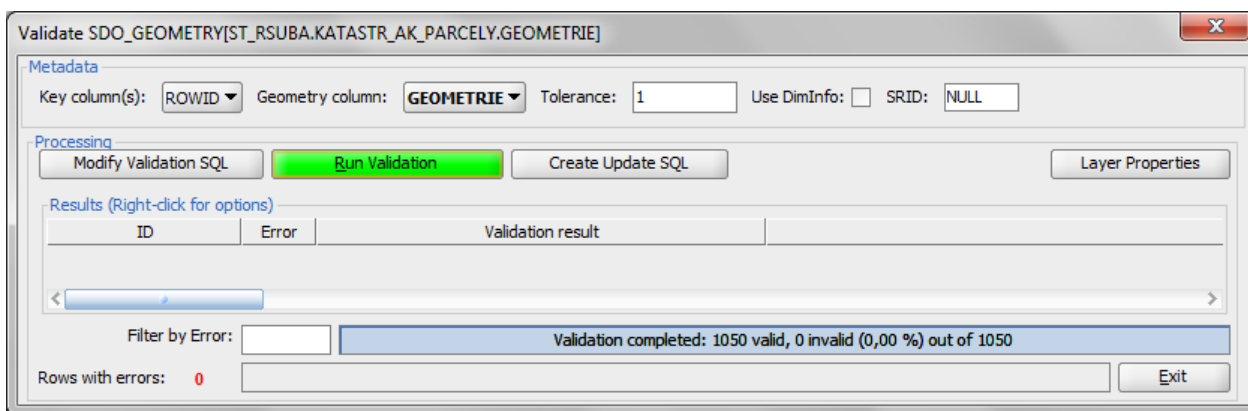 Validate SDO_GEOMETRY[ST_RSUBA.KATASTR_AK_PARCELY.GEOMETRIE]
Metadata
Key column(s): ROWID Geometry column: GEOMETRIE Tolerance: 1 Use DimInfo: SRID: NULL
Processing
Modify Validation SQL Run Validation Create Update SQL Layer Properties
Results (Right-click for options)
ID Error Validation result
Filter by Error: Validation completed: 1050 valid, 0 invalid (0,00 %) out of 1050
Rows with errors: 0 Exit